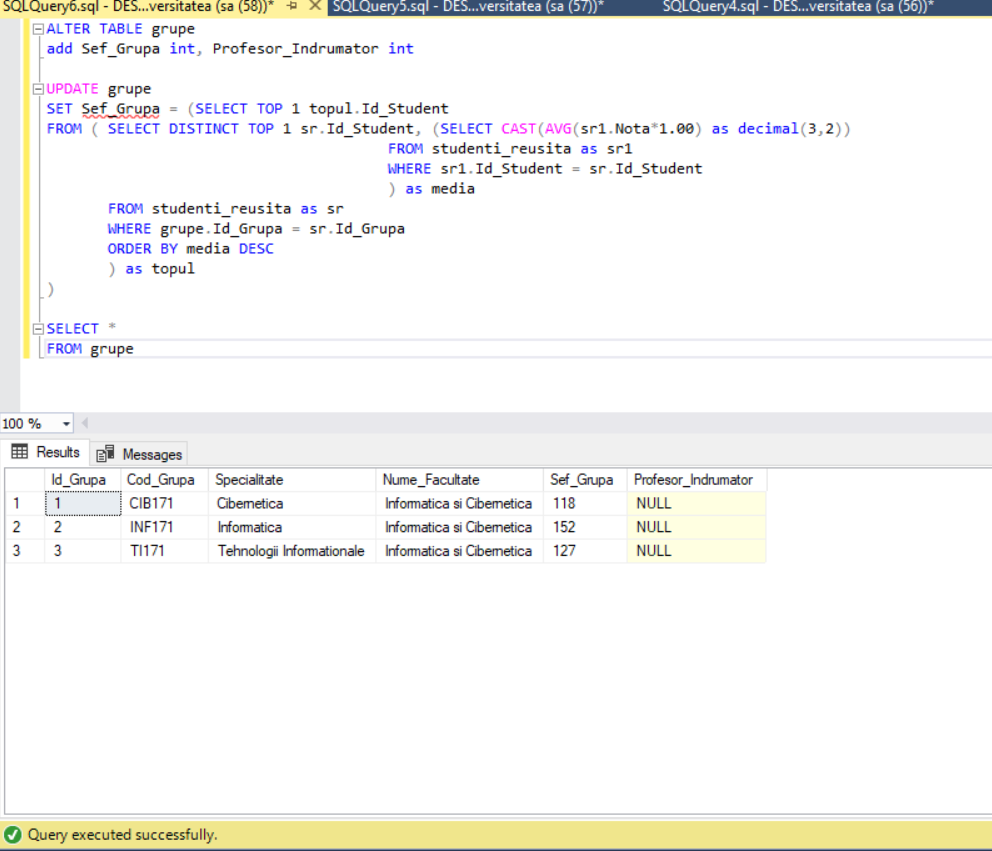 SQLQuery6.sql - DES...versitatea (sa (58))* SQLQuery5.sql - DES...versitatea (sa (57))* SQLQuery4.sql - DES...versitatea (sa (56))*
ALTER TABLE grupe
add Sef_Grupa int, Profesor_Indrumator int
UPDATE grupe
SET Sef_Grupa = (SELECT TOP 1 topul.Id_Student
FROM ( SELECT DISTINCT TOP 1 sr.Id_Student, (SELECT CAST(AVG(sr1.Nota*1.00) as decimal(3,2))
FROM studenti_reusita as sr1
WHERE sr1.Id_Student = sr.Id_Student
) as media
FROM studenti_reusita as sr
WHERE grupe.Id_Grupa = sr.Id_Grupa
ORDER BY media DESC
) as topul
)
SELECT *
FROM grupe
100 %
Results Messages
Id_Grupa Cod_Grupa Specialitate Nume_Facultate Sef_Grupa Profesor_Indrumator
1 1 CIB171 Cibernetica Informatica si Cibernetica 118 NULL
2 2 INF171 Informatica Informatica si Cibernetica 152 NULL
3 3 TI171 Tehnologii Informationale Informatica si Cibernetica 127 NULL
Query executed successfully.